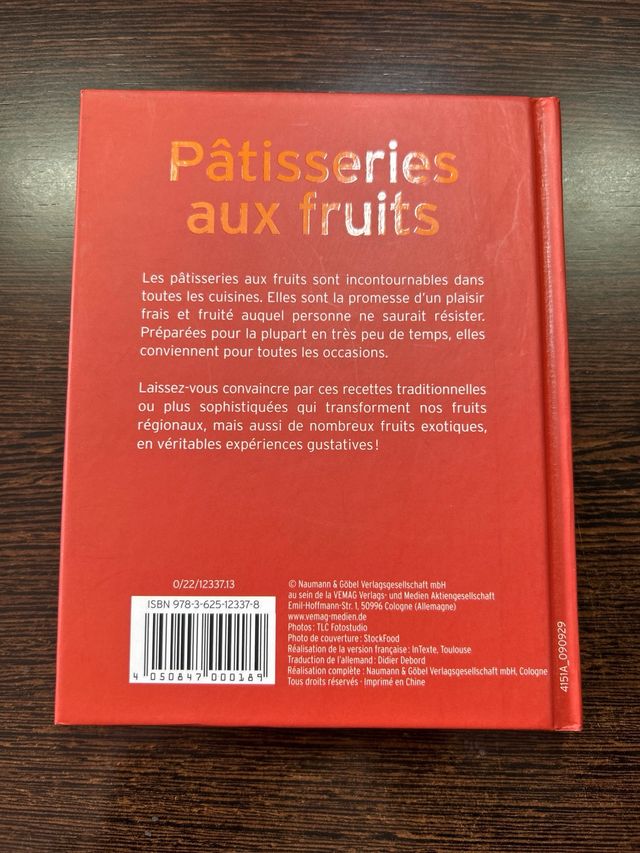 Pâtisseries
aux fruits
Les pâtisseries aux fruits sont incontournables dans
toutes les cuisines. Elles sont la promesse d'un plaisir
frais et fruité auquel personne ne saurait résister.
Préparées pour la plupart en très peu de temps, elles
conviennent pour toutes les occasions.
Laissez-vous convaincre par ces recettes traditionnelles
ou plus sophistiquées qui transforment nos fruits
régionaux, mais aussi de nombreux fruits exotiques,
en véritables expériences gustatives !
O/22/12337.13
ISBN 978-3-625-12337-8
4 050847 000189
© Naumann & Göbel Verlagsgesellschaft mbH
au sein de la VEMAG Verlags- und Medien Aktiengesellschaft
Emil-Hoffmann-Str. 1, 50996 Cologne (Allemagne)
www.vemag-medien.de
Photos : TLC Fotostudio
Photo de couverture : StockFood
Réalisation de la version française : InTexte, Toulouse
Traduction de l'allemand : Didier Debord
Réalisation complète : Naumann & Göbel Verlagsgesellschaft mbH, Cologne
Tous droits réservés · Imprimé en Chine
4151A_090929